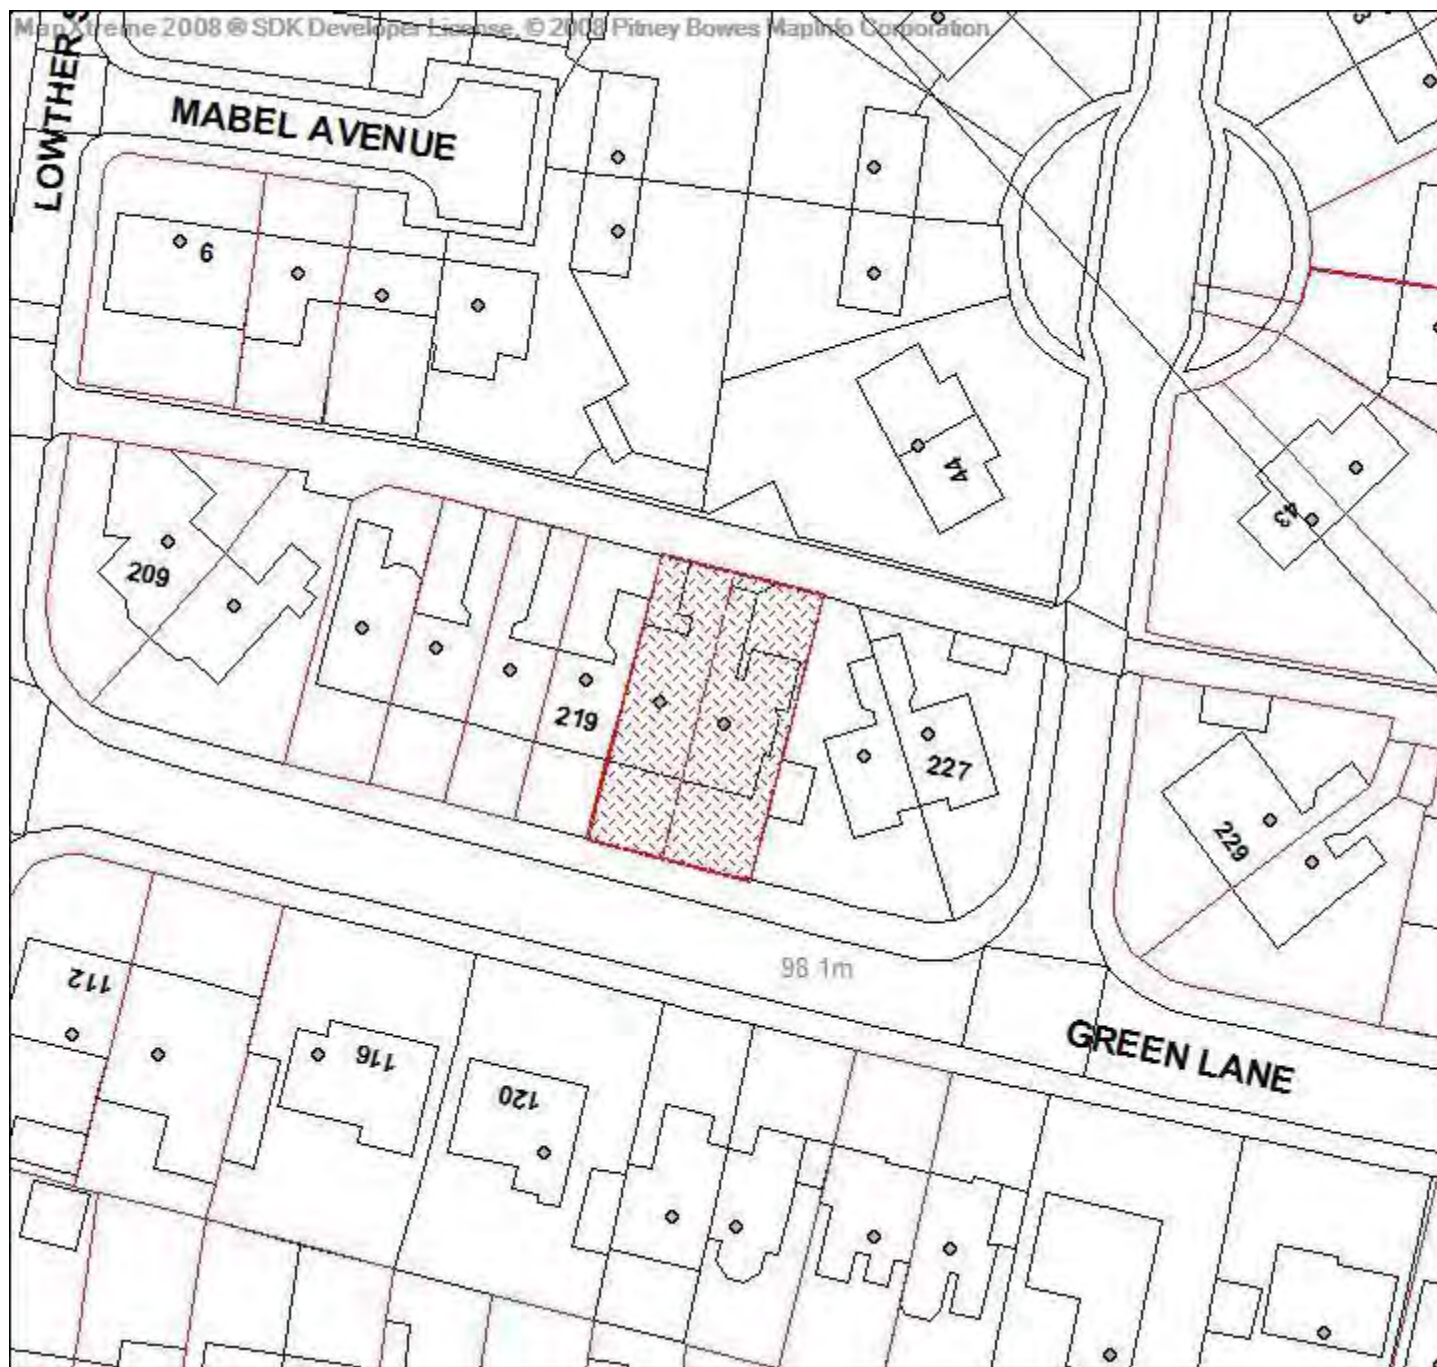 MapXtreme 2008 ® SDK Developer License. © 2008 Pitney Bowes MapInfo Corporation.
LOWTHER
MABEL AVENUE
6
44
43
209
219
227
229
98.1m
112
116
120
GREEN LANE